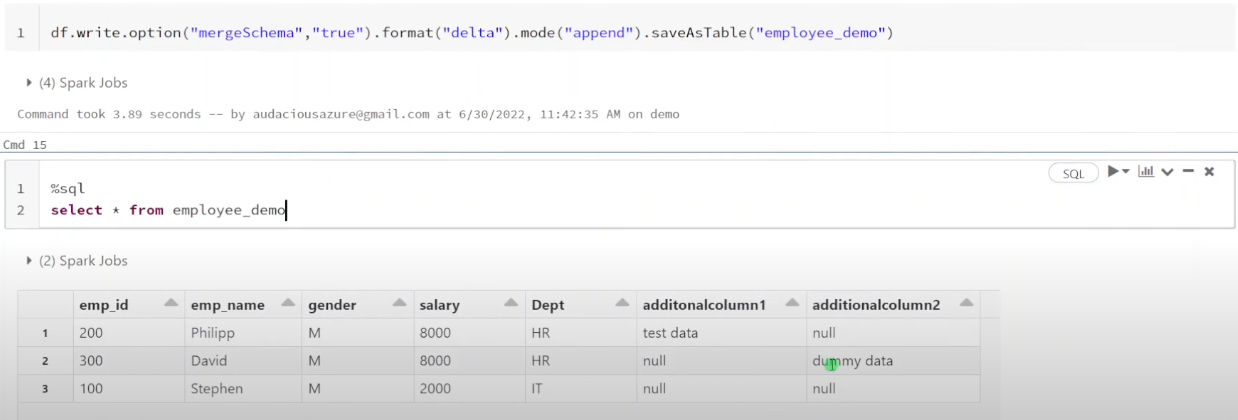 1 df.write.option("mergeSchema","true").format("delta").mode("append").saveAsTable("employee_demo")
(4) Spark Jobs
Command took 3.89 seconds -- by audaciousazure@gmail.com at 6/30/2022, 11:42:35 AM on demo
Cmd 15
SQL
1 %sql
2 select * from employee_demo
(2) Spark Jobs
emp_id emp_name gender salary Dept additonalcolumn1 additionalcolumn2
1 200 Philipp M 8000 HR test data null
2 300 David M 8000 HR null dummy data
3 100 Stephen M 2000 IT null null